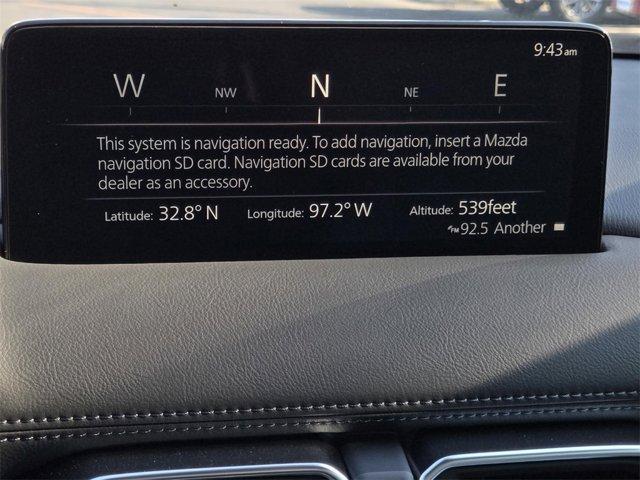 9:43am
W NW N NE E
This system is navigation ready. To add navigation, insert a Mazda
navigation SD card. Navigation SD cards are available from your
dealer as an accessory.
Latitude: 32.8° N Longitude: 97.2° W Altitude: 539feet
FM 92.5 Another